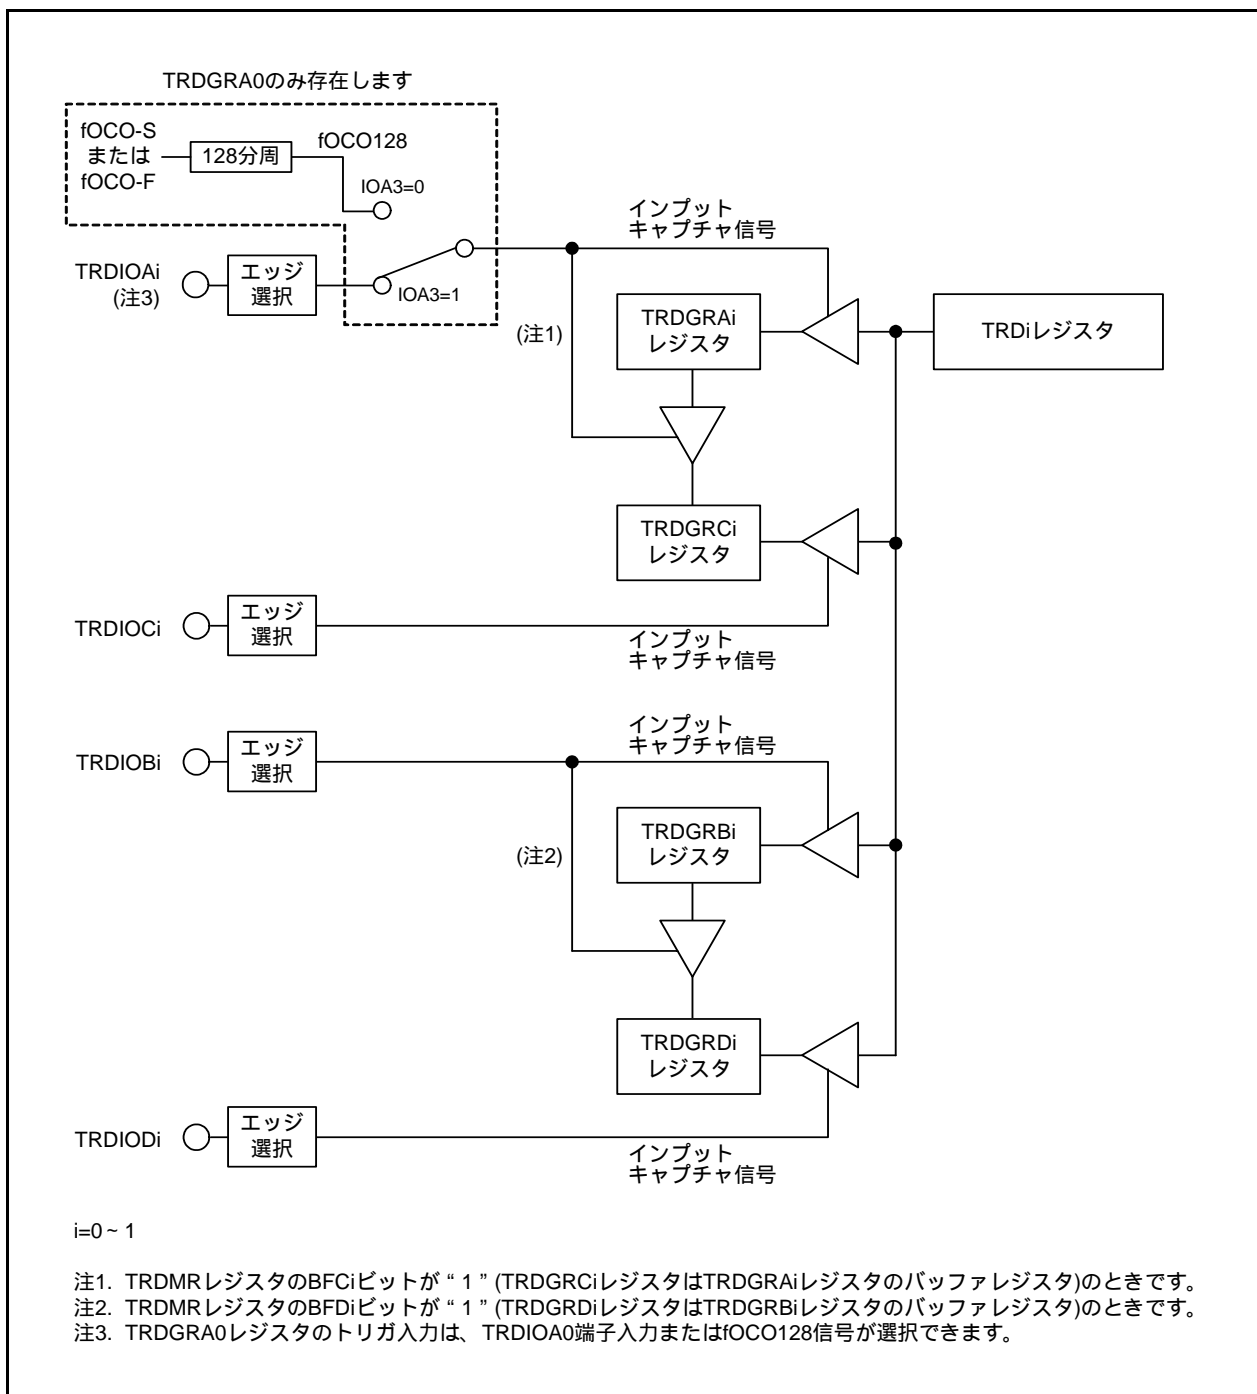 TRDGRA0のみ存在します
fOCO-S
または
fOCO-F
128分周
fOCO128
IOA3=0
TRDIOAi
(注3)
エッジ
選択
IOA3=1
インプット
キャプチャ信号
(注1)
TRDGRAi
レジスタ
TRDiレジスタ
TRDGRCi
レジスタ
TRDIOCi
エッジ
選択
インプット
キャプチャ信号
TRDIOBi
エッジ
選択
インプット
キャプチャ信号
(注2)
TRDGRBi
レジスタ
TRDGRDi
レジスタ
TRDIODi
エッジ
選択
インプット
キャプチャ信号
i=0 ~ 1
注1. TRDMRレジスタのBFCiビットが“ 1 ” (TRDGRCiレジスタはTRDGRAiレジスタのバッファレジスタ)のときです。
注2. TRDMRレジスタのBFDiビットが“ 1 ” (TRDGRDiレジスタはTRDGRBiレジスタのバッファレジスタ)のときです。
注3. TRDGRA0レジスタのトリガ入力は、TRDIOA0端子入力またはfOCO128信号が選択できます。